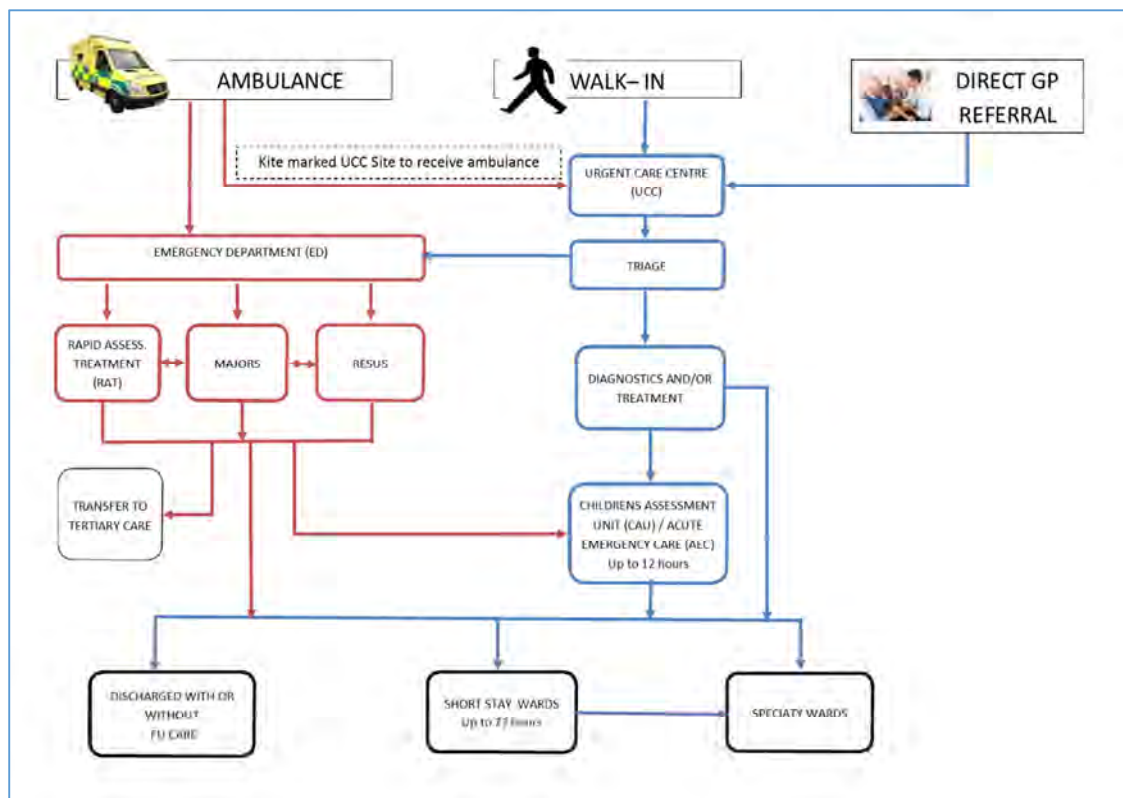 AMBULANCE
WALK– IN
DIRECT GP
REFERRAL
Kite marked UCC Site to receive ambulance
URGENT CARE CENTRE
(UCC)
EMERGENCY DEPARTMENT (ED)
TRIAGE
RAPID ASSESS.
TREATMENT
(RAT)
MAJORS
RESUS
DIAGNOSTICS AND/OR
TREATMENT
TRANSFER TO
TERTIARY CARE
CHILDRENS ASSESSMENT
UNIT (CAU) / ACUTE
EMERGENCY CARE (AEC)
Up to 12 hours
DISCHARGED WITH OR
WITHOUT
FU CARE
SHORT STAY WARDS
Up to hours
SPECIALTY WARDS